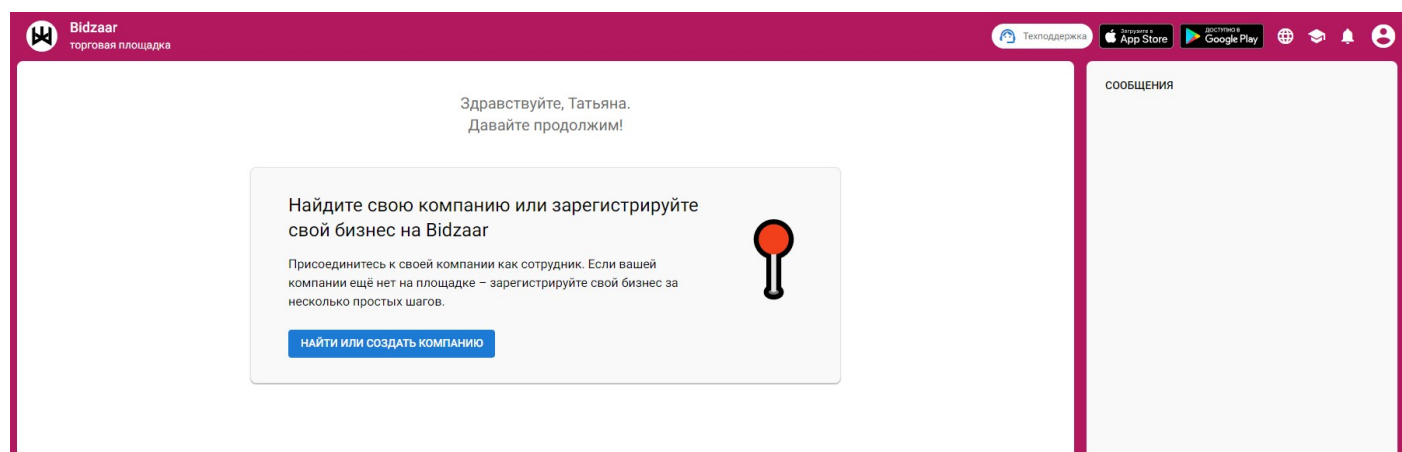 Bidzaar
торговая площадка
Техподдержка
Загрузите в
App Store
ДОСТУПНО В
Google Play
Здравствуйте, Татьяна.
Давайте продолжим!
Найдите свою компанию или зарегистрируйте
свой бизнес на Bidzaar
Присоединитесь к своей компании как сотрудник. Если вашей
компании ещё нет на площадке – зарегистрируйте свой бизнес за
несколько простых шагов.
НАЙТИ ИЛИ СОЗДАТЬ КОМПАНИЮ
СООБЩЕНИЯ